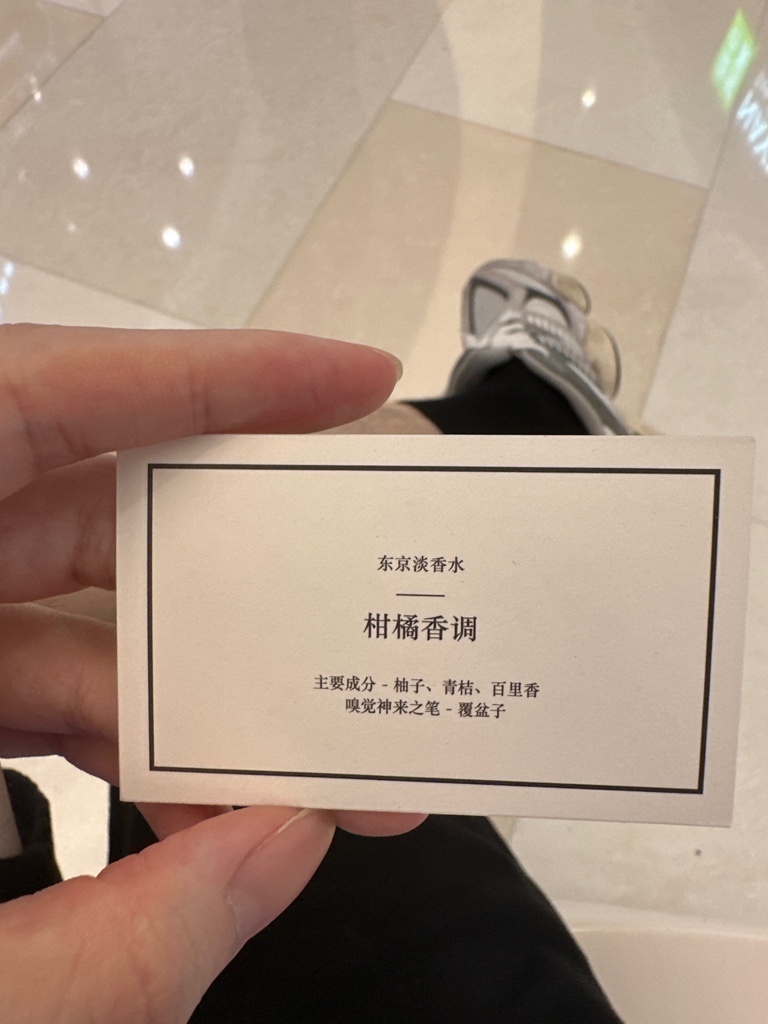 东京淡香水
柑橘香调
主要成分 - 柚子、青桔、百里香
嗅觉神来之笔 - 覆盆子